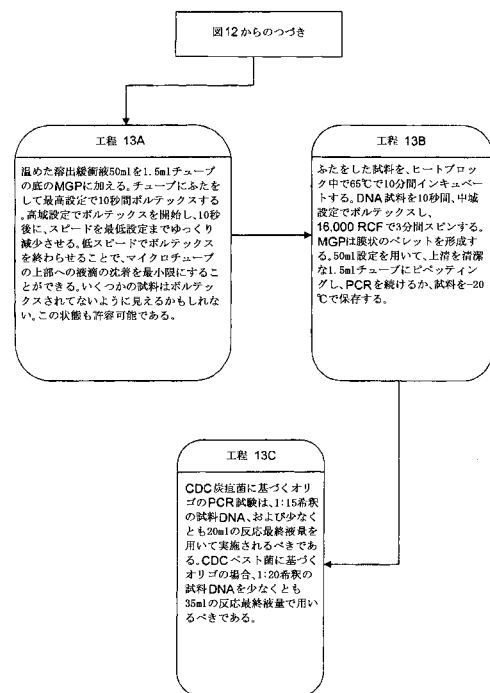 図12からのつづき
工程 13A
温めた溶出緩衝液50mlを1.5mlチューブ
の底のMGPに加える。チューブにふたを
して最高設定で10秒間ボルテックスする
。高域設定でボルテックスを開始し、10秒
後に、スピードを最低設定までゆっくり
減少させる。低スピードでボルテックス
を終わらせることで、マイクロチューブ
の上部への液滴の沈着を最小限にすること
ができる。いくつかの試料はボルテック
スされてないように見えるかもしれな
い。この状態も許容可能である。
工程 13B
ふたをした試料を、ヒートブロッ
ク中で65℃で10分間インキュベー
トする。DNA試料を10秒間、中域
設定でボルテックスし、
16,000 RCFで3分間スピンする。
MGPは膜状のペレットを形成す
る。50ml設定を用いて、上清を清潔
な1.5mlチューブにピペッティン
グし、PCRを続けるか、試料を-20
℃で保存する。
工程 13C
CDC炭疽菌に基づくオリ
ゴのPCR試験は、1:15希釈
の試料DNA、および少なく
とも20mlの反応最終液量を
用いて実施されるべきであ
る。CDCペスト菌に基づく
オリゴの場合、1:20希釈の
試料DNAを少なくとも
35mlの反応最終液量で用い
るべきである。